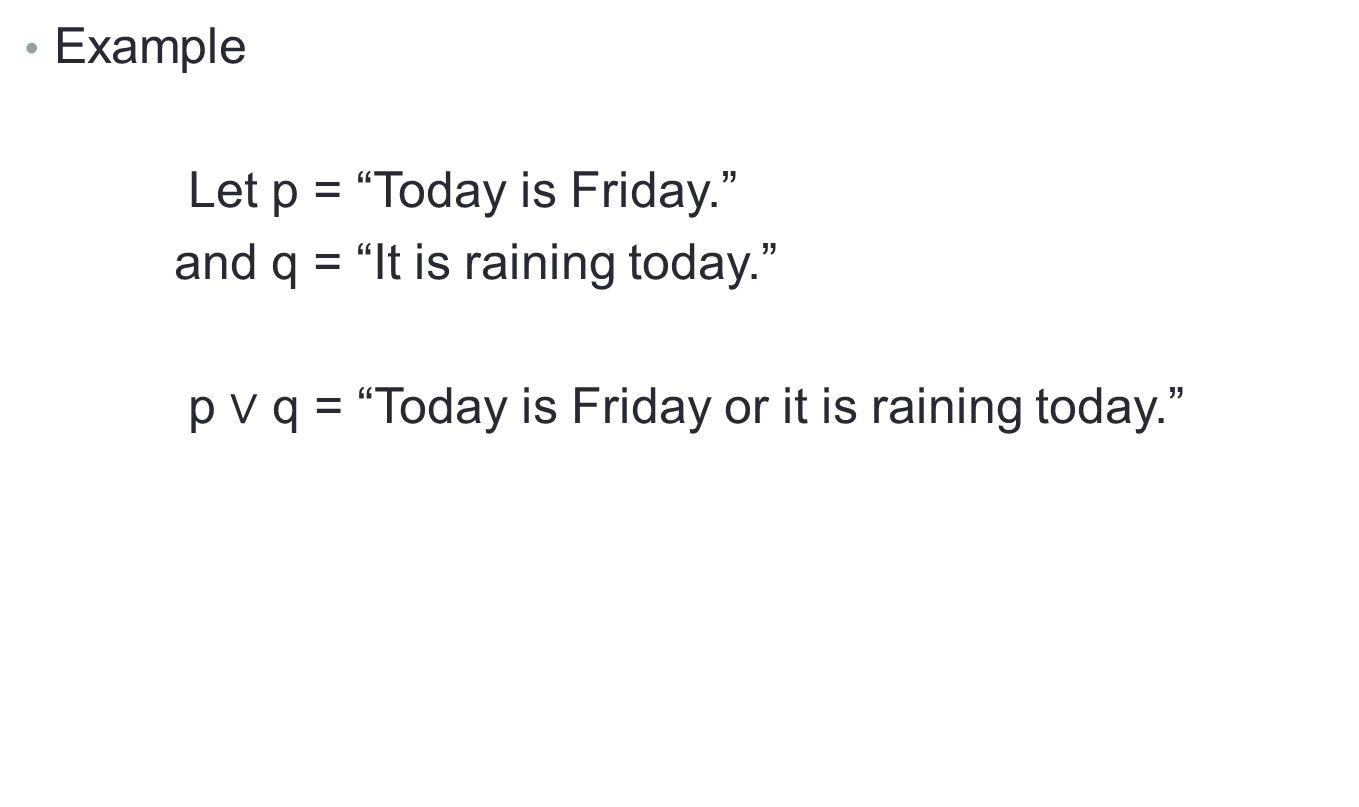 • Example
Let p = “Today is Friday.”
and q = “It is raining today.”
p ∨ q = “Today is Friday or it is raining today.”